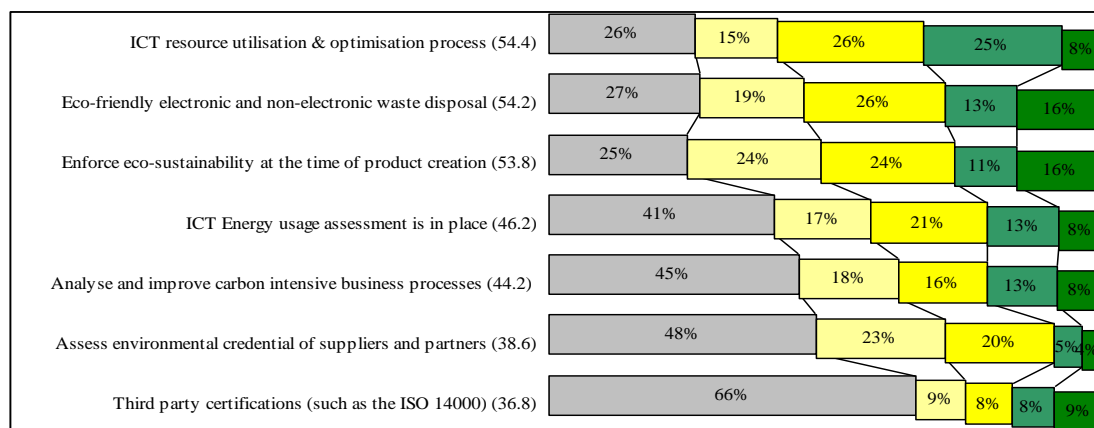 ICT resource utilisation & optimisation process (54.4) 26% 15% 26% 25% 8%
Eco-friendly electronic and non-electronic waste disposal (54.2) 27% 19% 26% 13% 16%
Enforce eco-sustainability at the time of product creation (53.8) 25% 24% 24% 11% 16%
ICT Energy usage assessment is in place (46.2) 41% 17% 21% 13% 8%
Analyse and improve carbon intensive business processes (44.2) 45% 18% 16% 13% 8%
Assess environmental credential of suppliers and partners (38.6) 48% 23% 20% 5% 4%
Third party certifications (such as the ISO 14000) (36.8) 66% 9% 8% 8% 9%